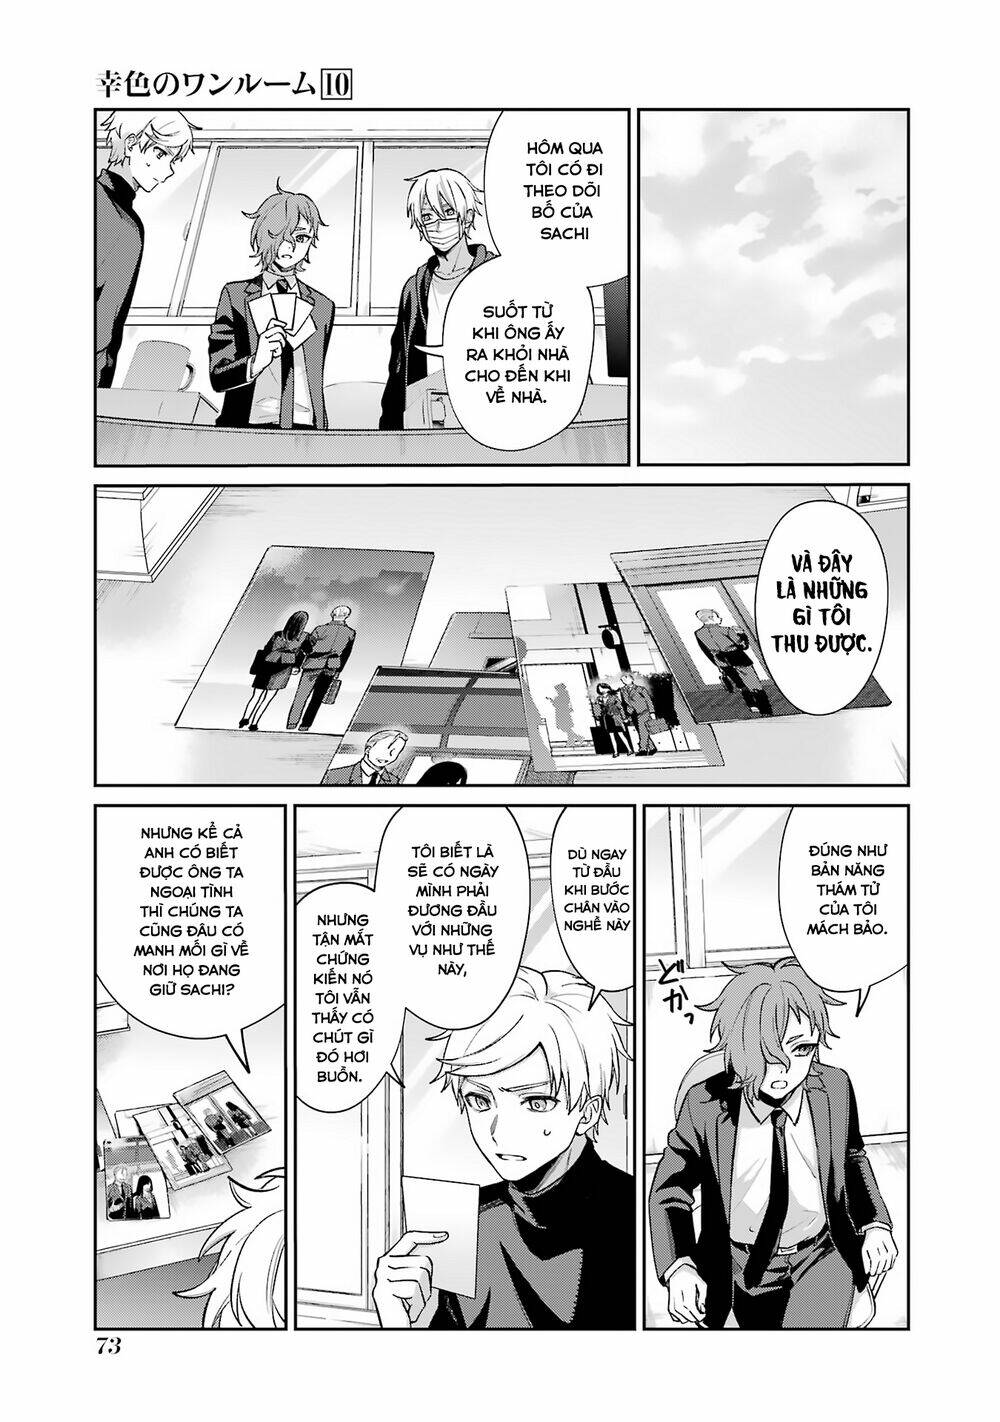 幸色のワンルーム 10
HÔM QUA
TÔI CÓ ĐI
THEO DÕI
BỐ CỦA
SACHI
SUỐT TỪ
KHI ÔNG ẤY
RA KHỎI NHÀ
CHO ĐẾN KHI
VỀ NHÀ.
VÀ ĐÂY
LÀ NHỮNG
GÌ TÔI
THU ĐƯỢC.
ĐÚNG NHƯ
BẢN NĂNG
THÁM TỬ
CỦA TÔI
MÁCH BẢO.
どかっ
DÙ NGAY
TỪ ĐẦU
KHI BƯỚC
CHÂN VÀO
NGHỀ NÀY
TÔI BIẾT LÀ
SẼ CÓ NGÀY
MÌNH PHẢI
ĐƯƠNG ĐẦU
VỚI NHỮNG
VỤ NHƯ THẾ
NÀY,
NHƯNG
TẬN MẮT
CHỨNG
KIẾN NÓ
TÔI VẪN
THẤY CÓ
CHÚT GÌ
ĐÓ HƠI
BUỒN.
NHƯNG KỂ CẢ
ANH CÓ BIẾT
ĐƯỢC ÔNG TA
NGOẠI TÌNH
THÌ CHÚNG TA
CŨNG ĐÂU CÓ
MANH MỐI GÌ VỀ
NƠI HỌ ĐANG
GIỮ SACHI?
73